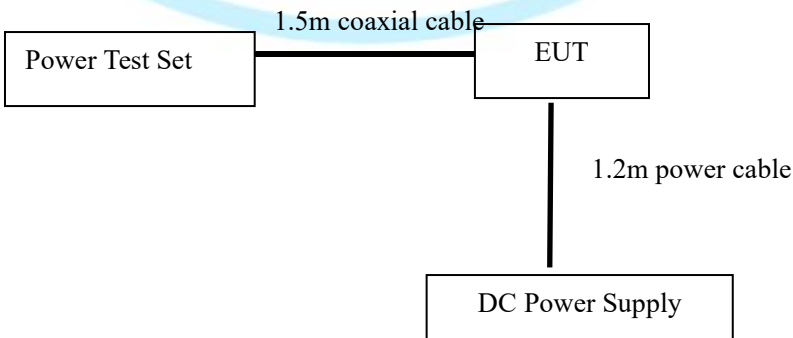 1.5m coaxial cable
Power Test Set
EUT
1.2m power cable
DC Power Supply